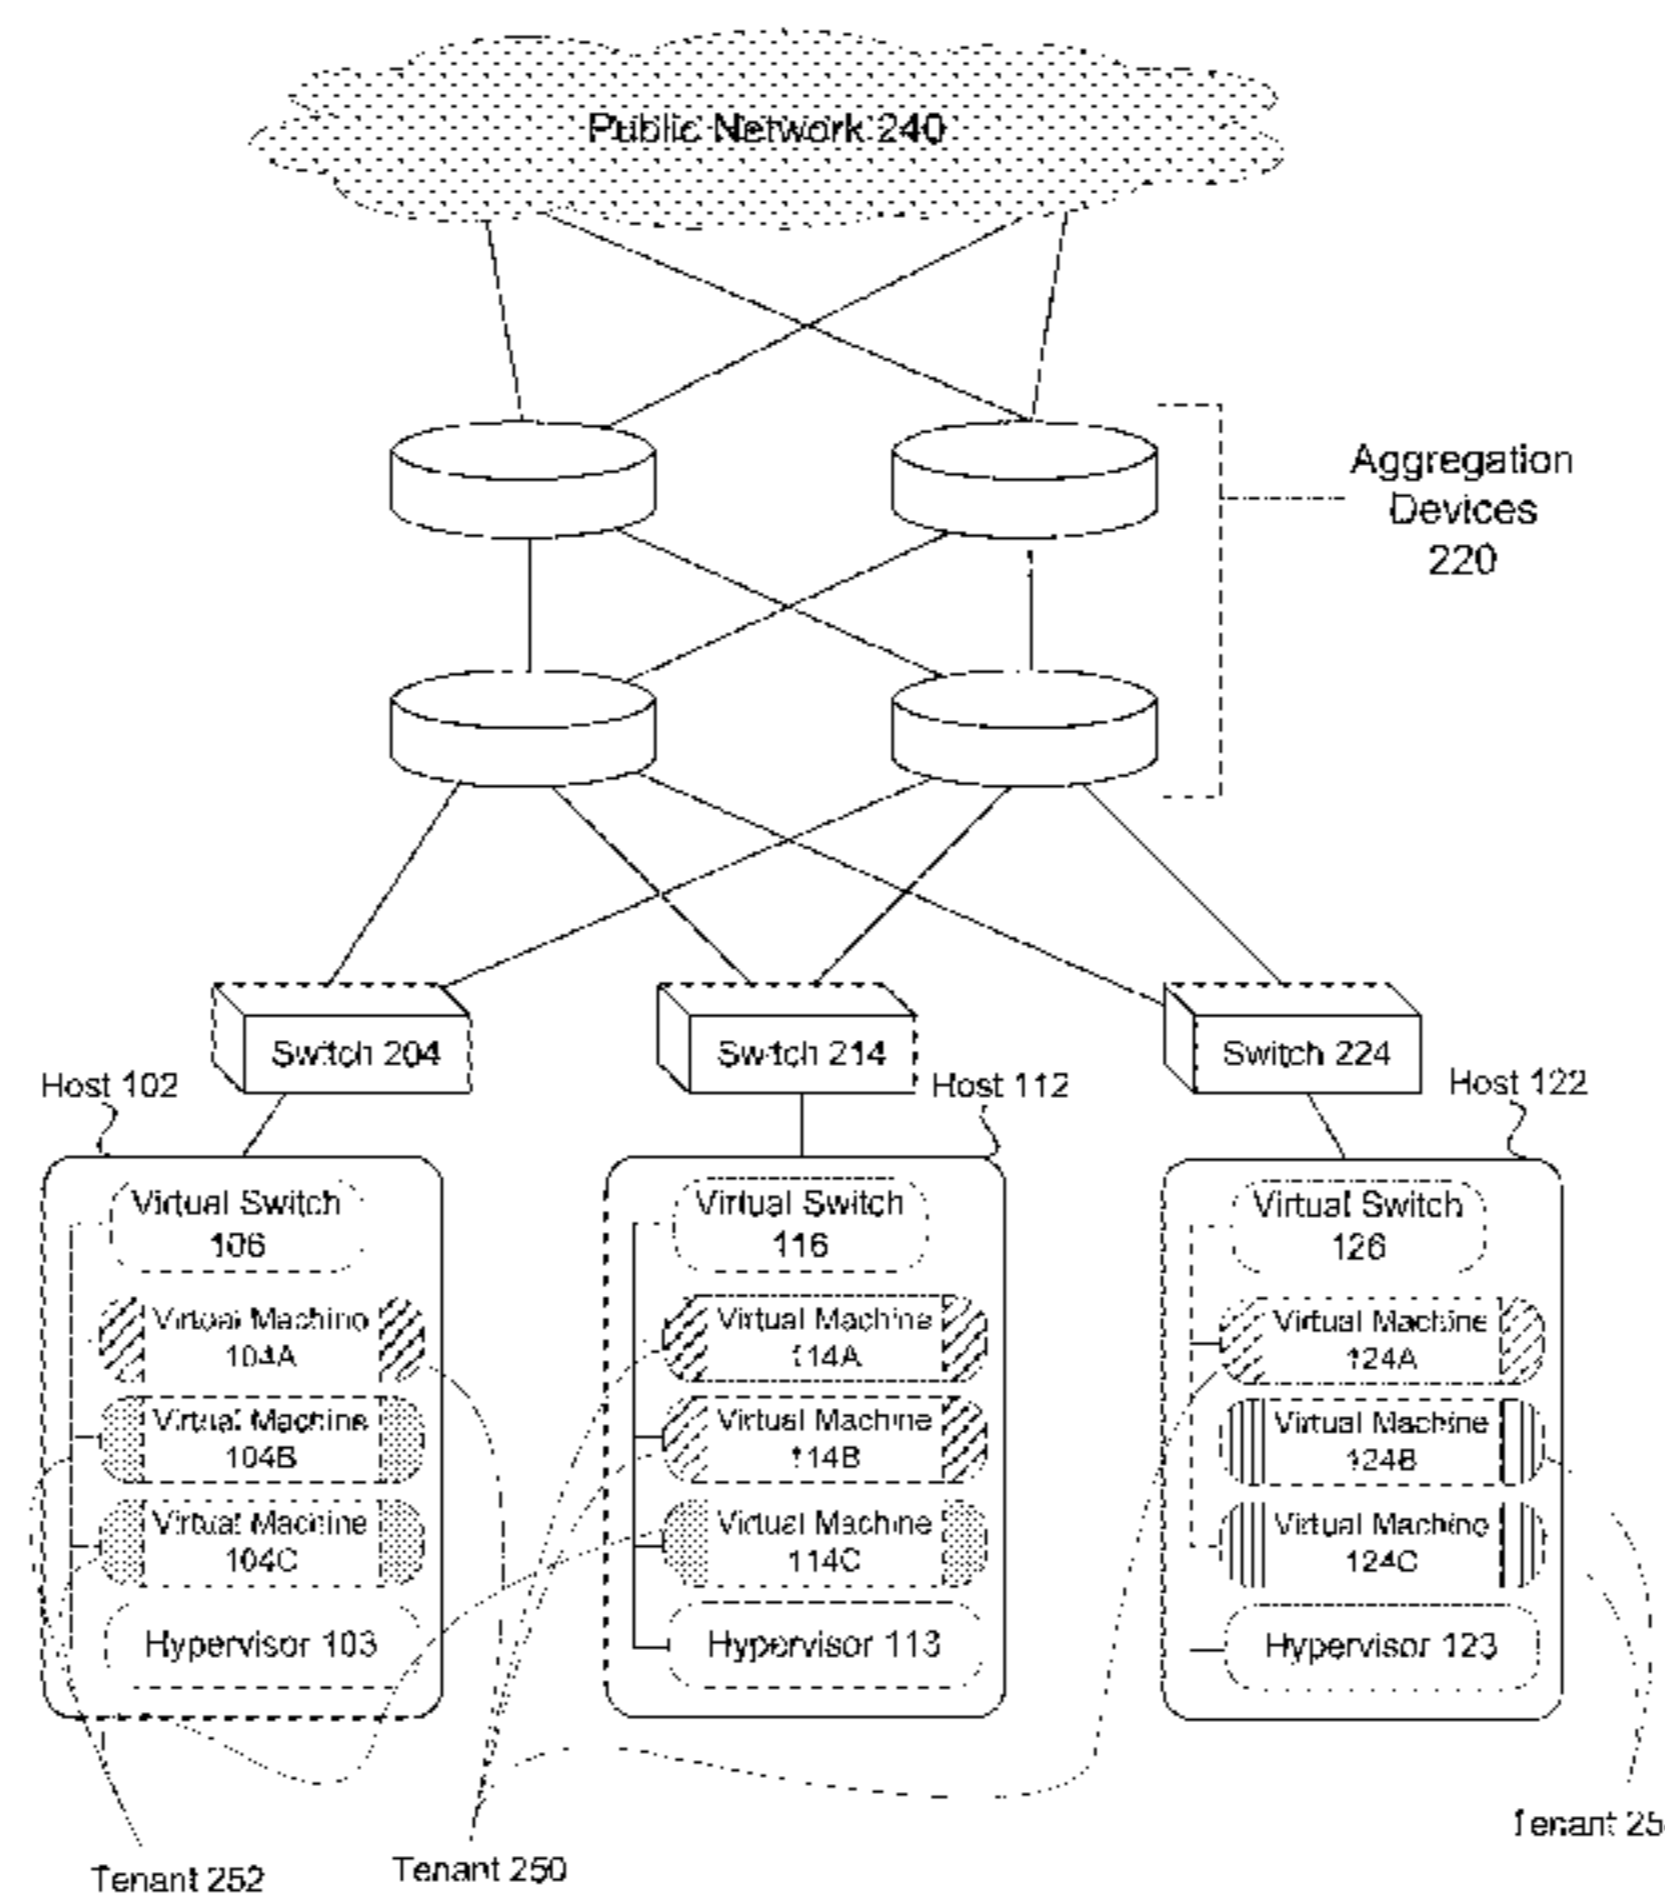 Public Network 240
Aggregation
Devices
220
Switch 204
Switch 214
Switch 224
Host 102
Host 112
Host 122
Virtual Switch
106
Virtual Machine
104A
Virtual Machine
104B
Virtual Machine
104C
Hypervisor 103
Virtual Switch
116
Virtual Machine
114A
Virtual Machine
114B
Virtual Machine
114C
Hypervisor 113
Virtual Switch
126
Virtual Machine
124A
Virtual Machine
124B
Virtual Machine
124C
Hypervisor 123
Tenant 252
Tenant 250
Tenant 25